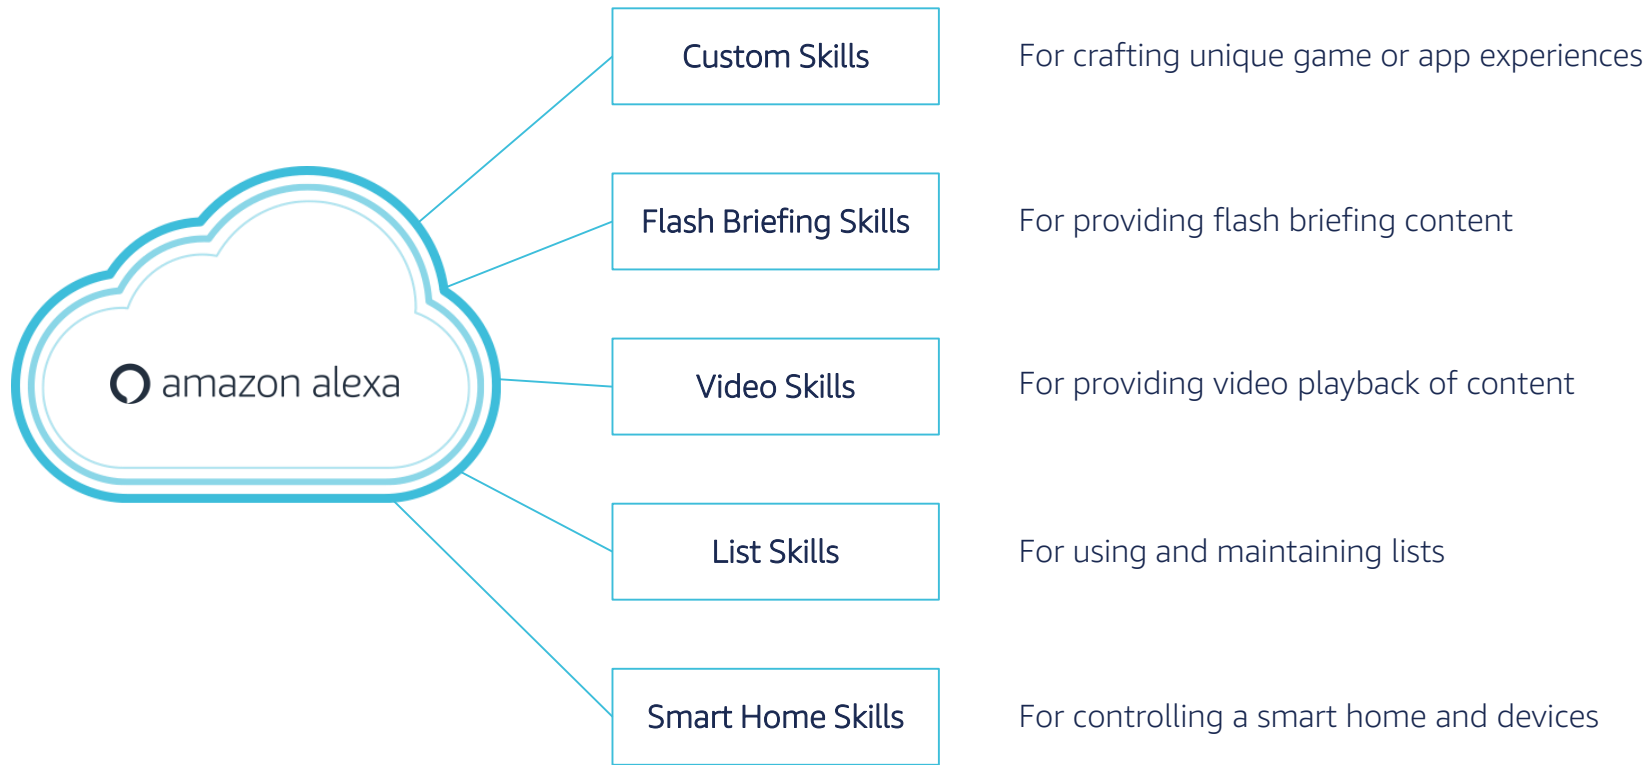 Custom Skills
For crafting unique game or app experiences
Flash Briefing Skills
For providing flash briefing content
amazon alexa
Video Skills
For providing video playback of content
List Skills
For using and maintaining lists
Smart Home Skills
For controlling a smart home and devices